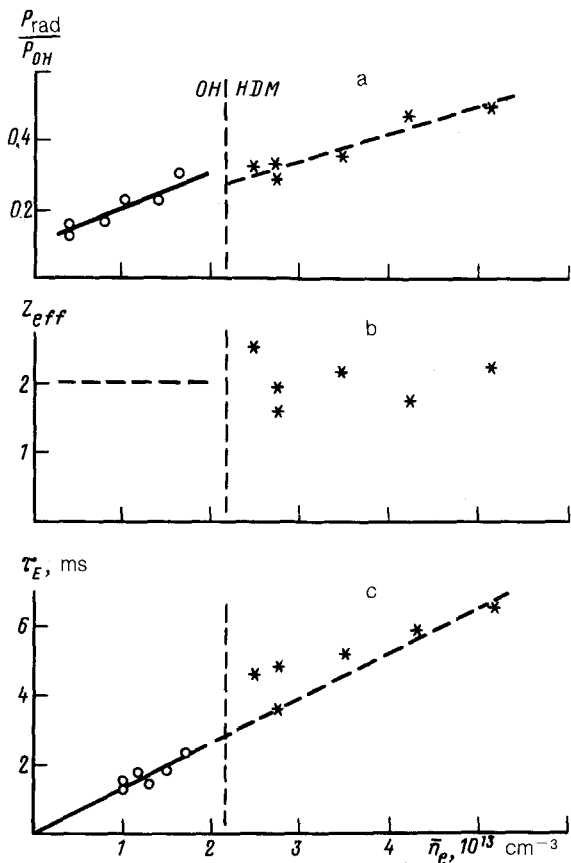 P_rad
P_OH
OH HDM
a
0,4
0,2
Z_eff
b
2
1
τ_E, ms
c
6
4
2
1 2 3 4 n̄_e, 10^13 cm^−3